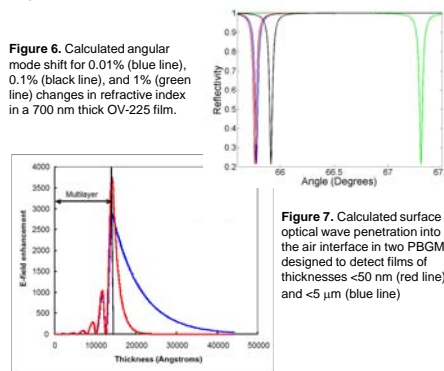 Figure 6. Calculated angular
mode shift for 0.01% (blue line),
0.1% (black line), and 1% (green
line) changes in refractive index
in a 700 nm thick OV-225 film.
1
0.9
0.8
0.7
0.6
0.5
0.4
0.3
0.2
Reflectivity
66
66.5
67
67.
Angle (Degrees)
4000
3500
3000
2500
2000
1500
1000
500
0
E-field enhancement
Multilayer
0
10000
20000
30000
40000
50000
Thickness (Angstroms)
Figure 7. Calculated surface
optical wave penetration into
the air interface in two PBGM
designed to detect films of
thicknesses <50 nm (red line)
and <5 μm (blue line)